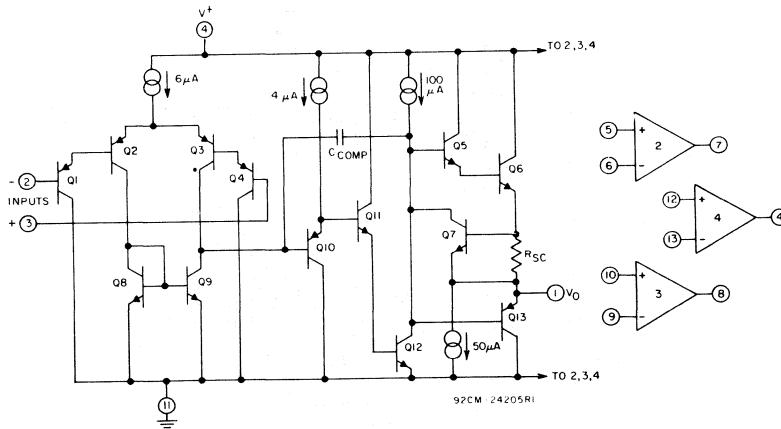 V+
4
TO 2,3,4
6μA
4 μA
100
μA
CCOMP
Q1
Q2
Q3
Q4
Q5
Q6
- 2
INPUTS
+ 3
Q7
RSC
Q8
Q9
Q10
Q11
1 VO
Q12
50μA
Q13
TO 2,3,4
11
92CM-24205RI
5 +
6 -
2
7
12 +
13 -
4
4
10 +
9 -
3
8